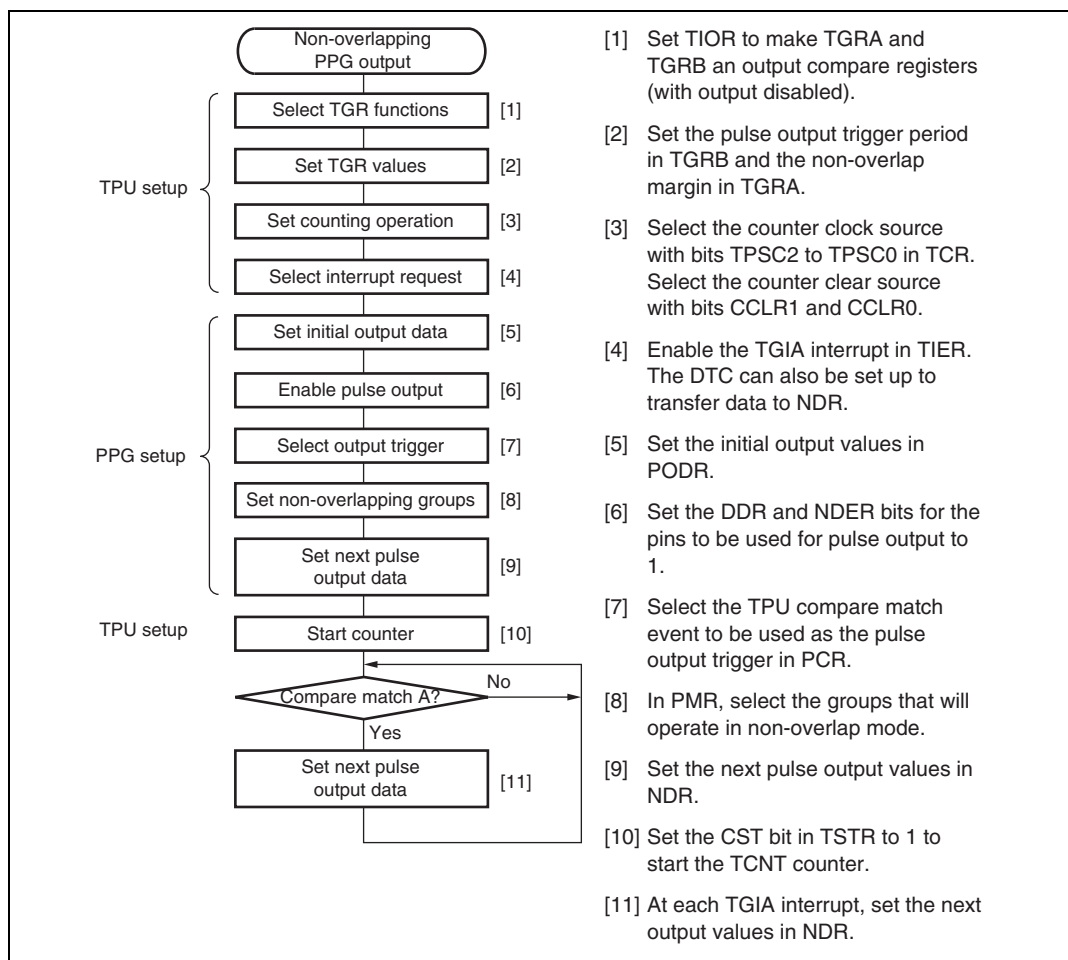 Non-overlapping
PPG output
TPU setup
Select TGR functions [1]
Set TGR values [2]
Set counting operation [3]
Select interrupt request [4]
PPG setup
Set initial output data [5]
Enable pulse output [6]
Select output trigger [7]
Set non-overlapping groups [8]
Set next pulse
output data [9]
TPU setup
Start counter [10]
Compare match A?
No
Yes
Set next pulse
output data [11]
[1] Set TIOR to make TGRA and
TGRB an output compare registers
(with output disabled).
[2] Set the pulse output trigger period
in TGRB and the non-overlap
margin in TGRA.
[3] Select the counter clock source
with bits TPSC2 to TPSC0 in TCR.
Select the counter clear source
with bits CCLR1 and CCLR0.
[4] Enable the TGIA interrupt in TIER.
The DTC can also be set up to
transfer data to NDR.
[5] Set the initial output values in
PODR.
[6] Set the DDR and NDER bits for the
pins to be used for pulse output to
1.
[7] Select the TPU compare match
event to be used as the pulse
output trigger in PCR.
[8] In PMR, select the groups that will
operate in non-overlap mode.
[9] Set the next pulse output values in
NDR.
[10] Set the CST bit in TSTR to 1 to
start the TCNT counter.
[11] At each TGIA interrupt, set the next
output values in NDR.